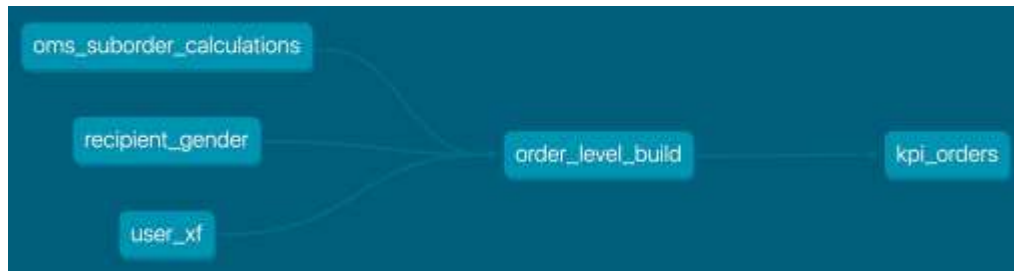 oms_suborder_calculations
recipient_gender
order_level_build
kpi_orders
user_xf